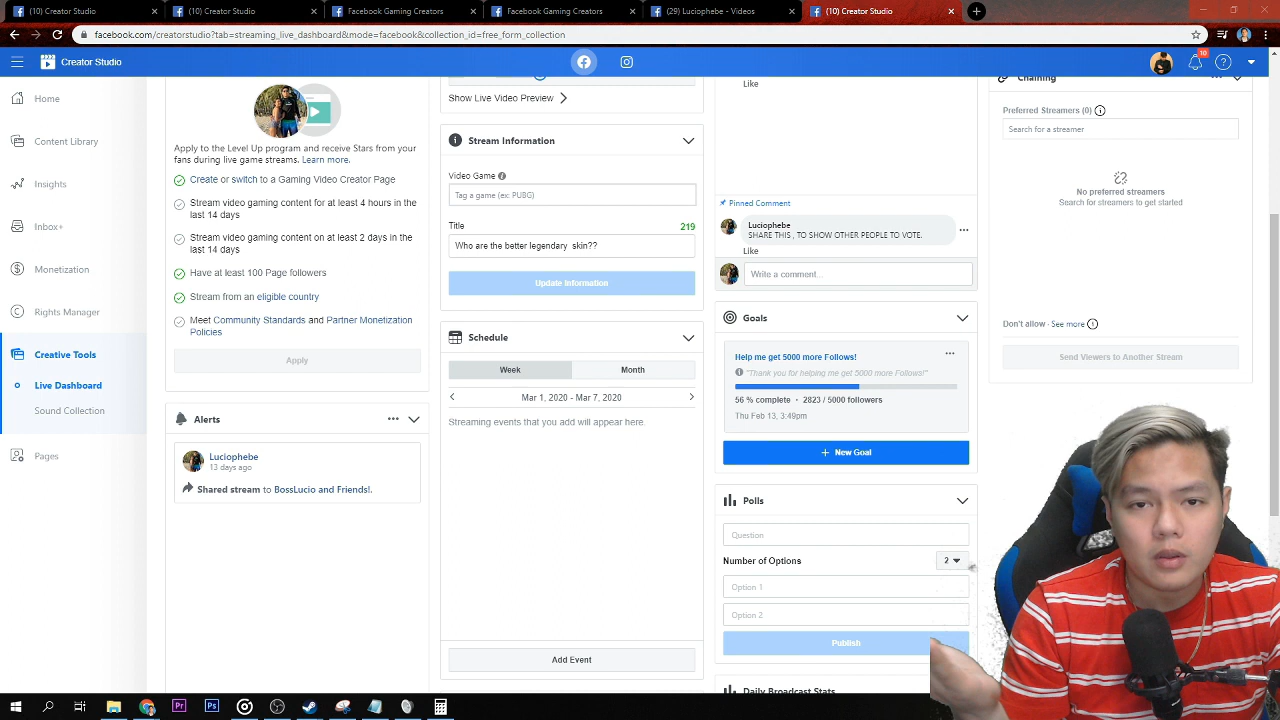 (10) Creator Studio
(10) Creator Studio
Facebook Gaming Creators
Facebook Gaming Creators
(29) Luciophebe - Videos
(10) Creator Studio
facebook.com/creatorstudio?tab=streaming_live_dashboard&mode=facebook&collection_id=free_form_collection
Creator Studio
10
Home
Content Library
Insights
Inbox+
Monetization
Rights Manager
Creative Tools
Live Dashboard
Sound Collection
Pages
Apply to the Level Up program and receive Stars from your
fans during live game streams. Learn more.
Create or switch to a Gaming Video Creator Page
Stream video gaming content for at least 4 hours in the
last 14 days
Stream video gaming content on at least 2 days in the
last 14 days
Have at least 100 Page followers
Stream from an eligible country
Meet Community Standards and Partner Monetization
Policies
Apply
Alerts
Luciophebe
13 days ago
Shared stream to BossLucio and Friends!.
Show Live Video Preview
Stream Information
Video Game
Tag a game (ex: PUBG)
Title
219
Who are the better legendary skin??
Update Information
Schedule
Week
Month
Mar 1, 2020 - Mar 7, 2020
Streaming events that you add will appear here.
Add Event
Like
Pinned Comment
Luciophebe
SHARE THIS , TO SHOW OTHER PEOPLE TO VOTE.
Like
Write a comment...
Goals
Help me get 5000 more Follows!
"Thank you for helping me get 5000 more Follows!"
56 % complete • 2823 / 5000 followers
Thu Feb 13, 3:49pm
+ New Goal
Polls
Question
Number of Options
2
Option 1
Option 2
Publish
Daily Broadcast Stats
Chaining
Preferred Streamers (0)
Search for a streamer
No preferred streamers
Search for streamers to get started
Don't allow · See more
Send Viewers to Another Stream